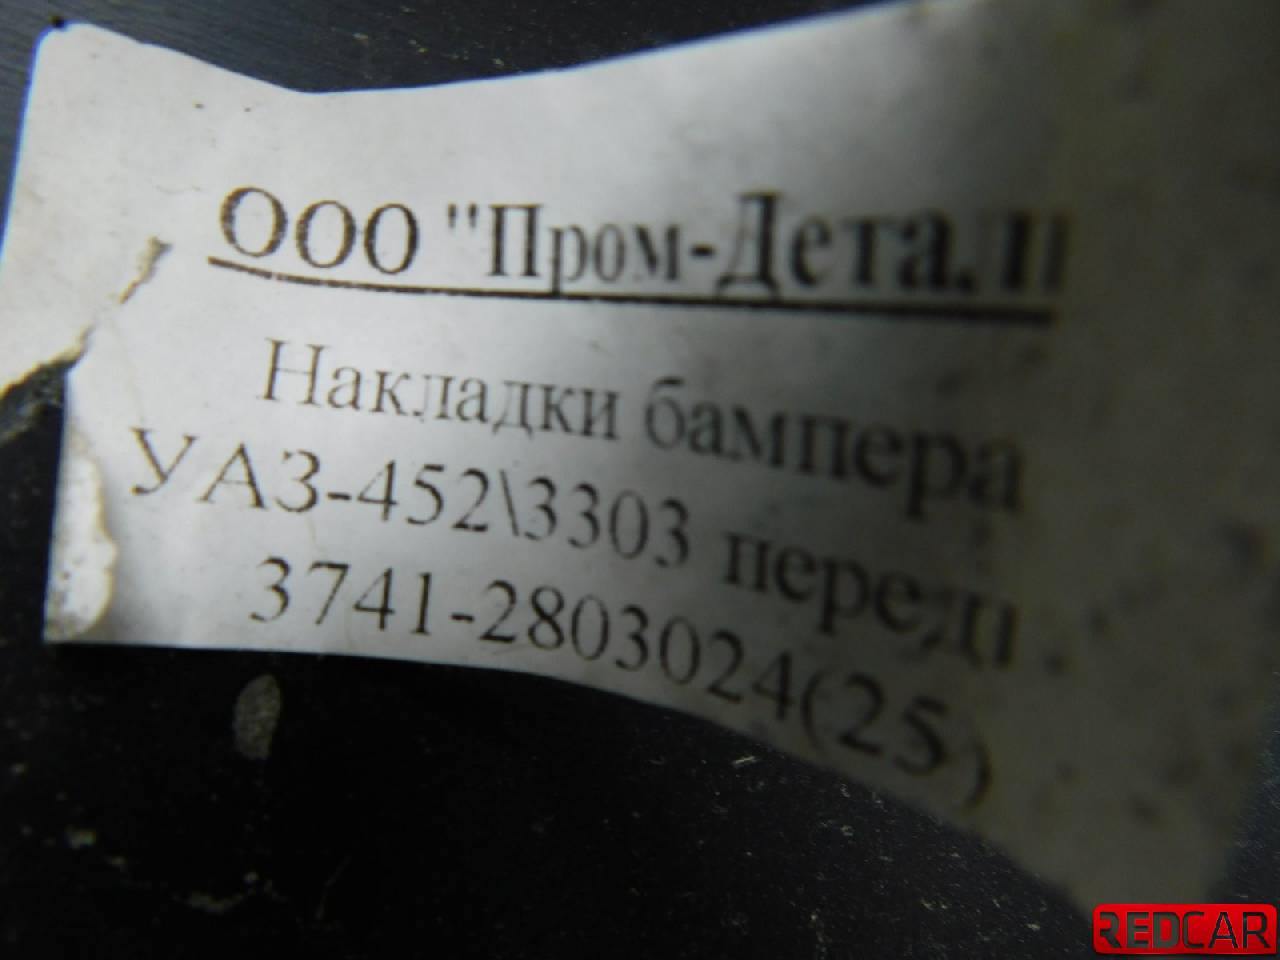 ООО "Пром-Детал
Накладки бампера
УАЗ-452\3303 перед
3741-2803024(25)
REDCAR